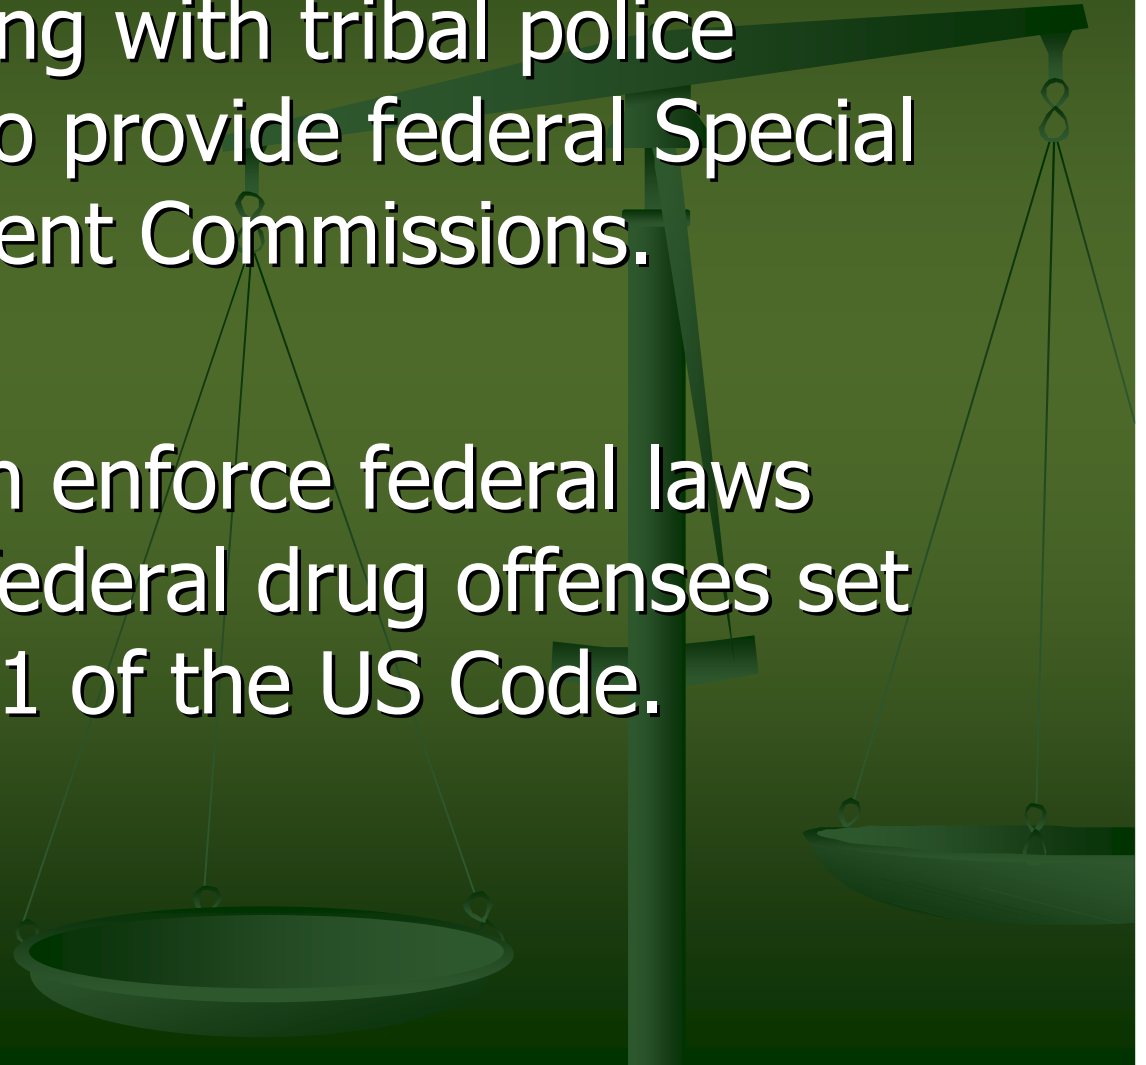 ng with tribal police
o provide federal Special
ent Commissions.
n enforce federal laws
ederal drug offenses set
1 of the US Code.